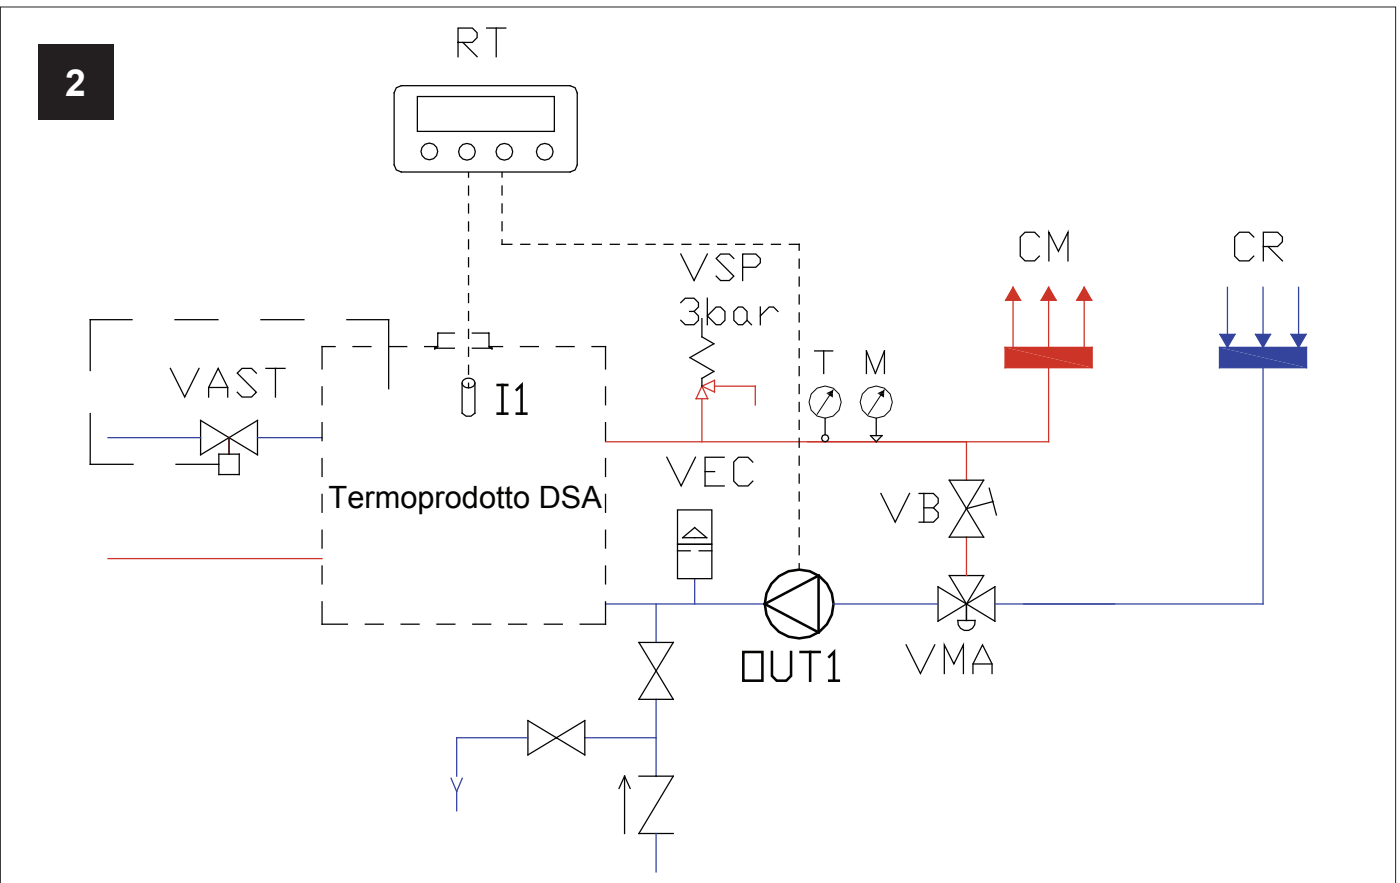 2
RT
VSP
3bar
CM
CR
T
M
VAST
I1
VEC
Termoprodotto DSA
VB
OUT1
VMA